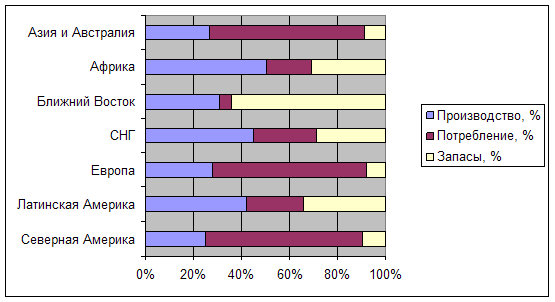 Азия и Австралия
Африка
Ближний Восток
СНГ
Европа
Латинская Америка
Северная Америка
0% 20% 40% 60% 80% 100%
Производство, %
Потребление, %
Запасы, %